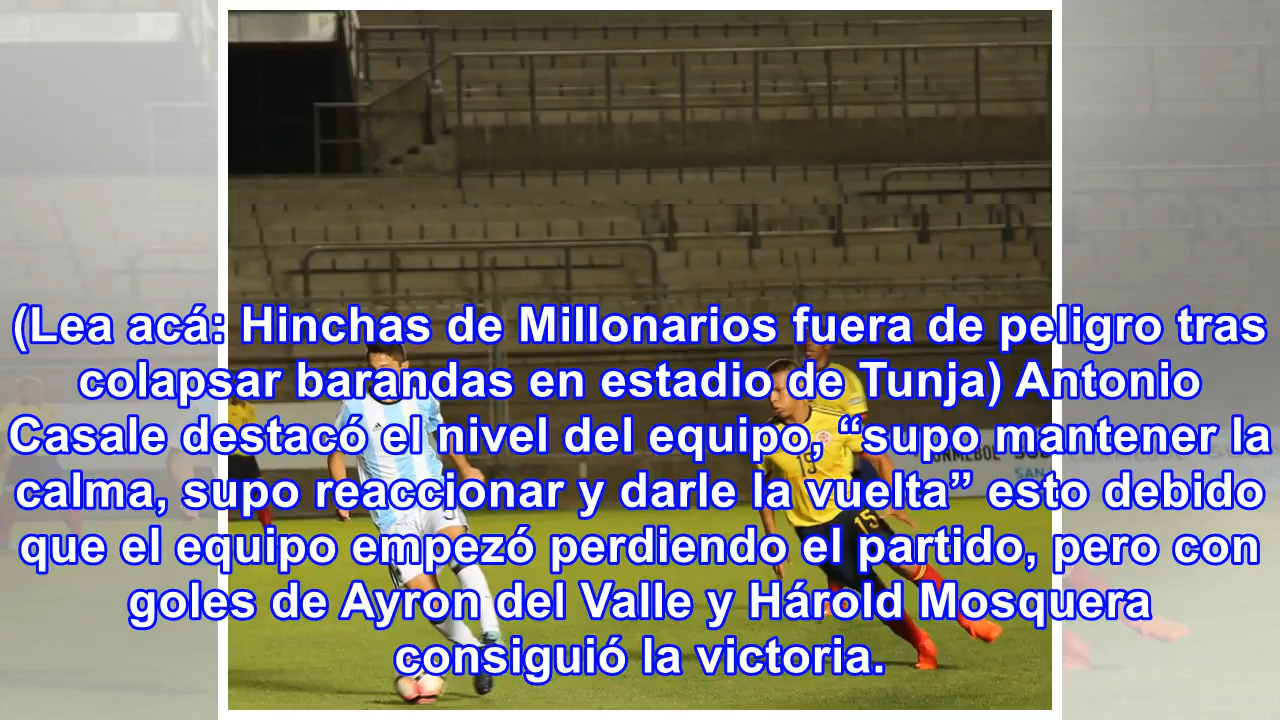 (Lea acá: Hinchas de Millonarios fuera de peligro tras
colapsar barandas en estadio de Tunja) Antonio
Casale destacó el nivel del equipo, “supo mantener la
calma, supo reaccionar y darle la vuelta” esto debido
que el equipo empezó perdiendo el partido, pero con
goles de Ayron del Valle y Hárold Mosquera
consiguió la victoria.
15
15